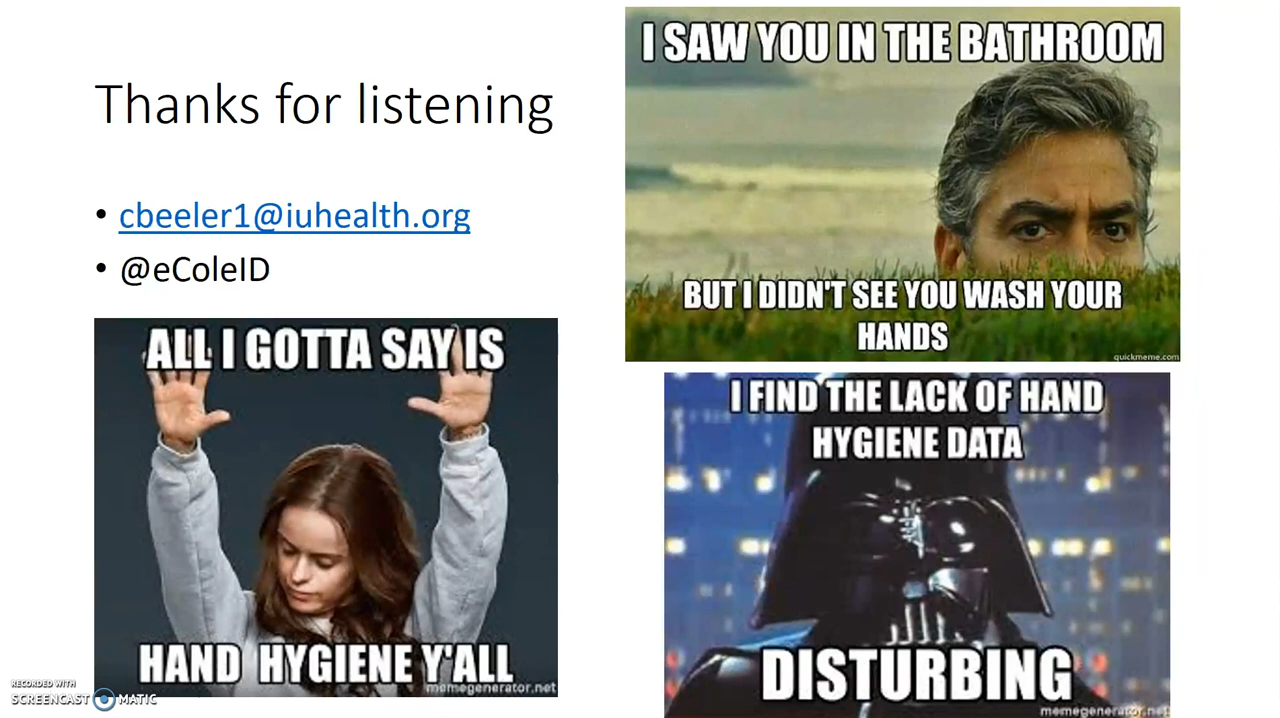 Thanks for listening
• cbeeler1@iuhealth.org
• @eColeID
I SAW YOU IN THE BATHROOM
BUT I DIDN'T SEE YOU WASH YOUR
HANDS
quickmeme.com
ALL I GOTTA SAY IS
HAND HYGIENE Y'ALL
memegenerator.net
I FIND THE LACK OF HAND
HYGIENE DATA
DISTURBING
memegenerator.net
RECORDED WITH
SCREENCAST MATIC